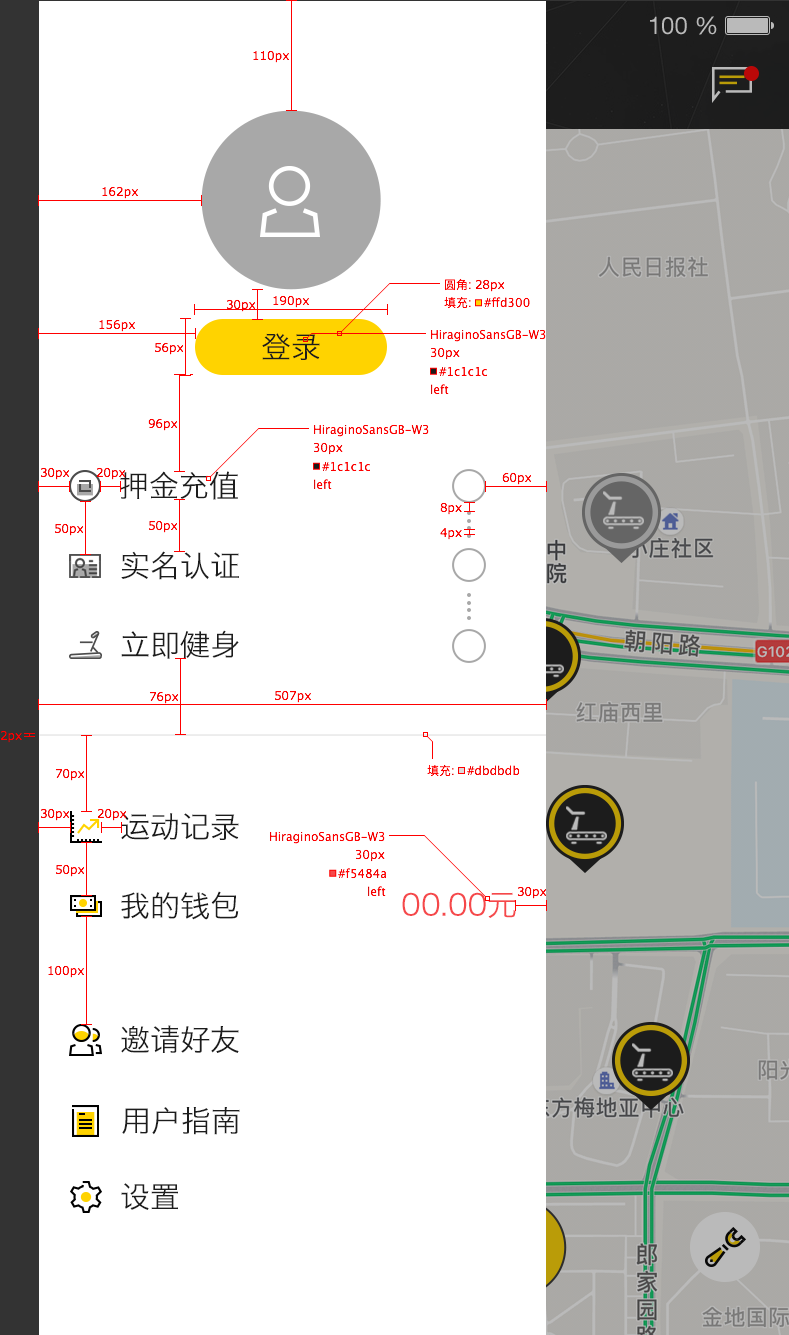 100 %
110px
162px
人民日报社
圆角: 28px
填充: #ffd300
30px
190px
156px
56px
登录
HiraginoSansGB-W3
30px
#1c1c1c
left
96px
HiraginoSansGB-W3
30px
#1c1c1c
left
30px
20px
押金充值
60px
8px
50px
50px
4px
小庄社区
中
院
实名认证
立即健身
朝阳路
G102
76px
507px
红庙西里
2px
填充: #dbdbdb
70px
30px
20px
运动记录
HiraginoSansGB-W3
30px
#f5484a
left
50px
我的钱包
00.00元
30px
100px
邀请好友
阳光
东方梅地亚中心
用户指南
设置
郎家园路
金地国际